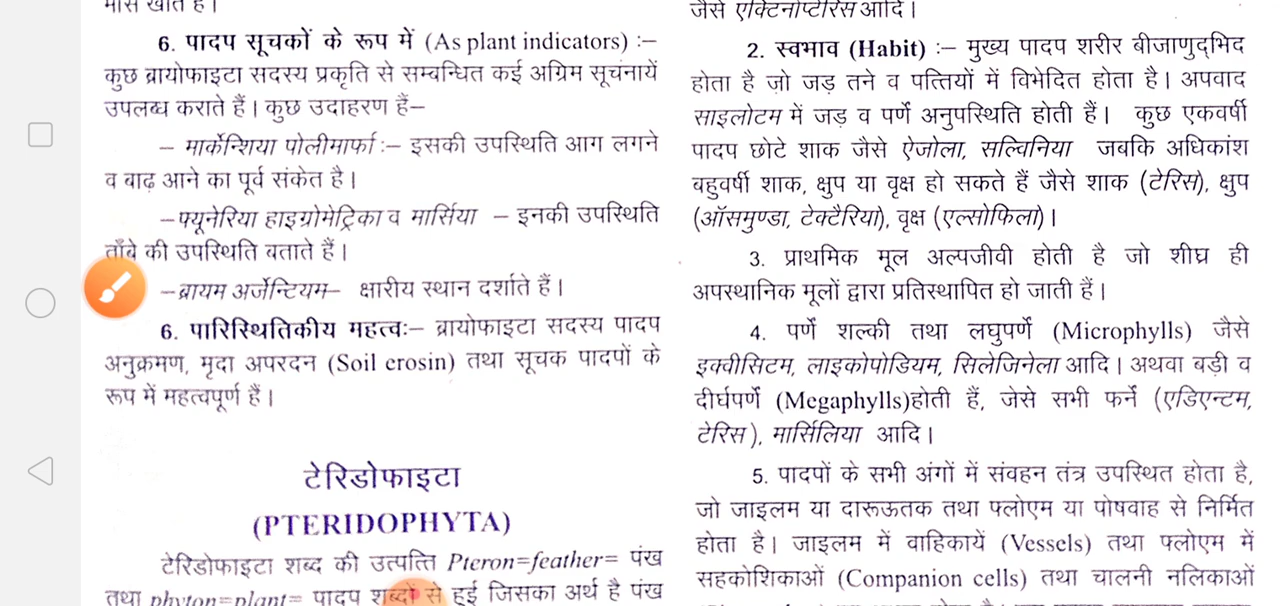 मांस खाते हैं।
6. पादप सूचकों के रूप में (As plant indicators) :–
कुछ ब्रायोफाइटा सदस्य प्रकृति से सम्बन्धित कई अग्रिम सूचनायें
उपलब्ध कराते हैं। कुछ उदाहरण हैं–
– मार्केन्शिया पोलीमार्फा :– इसकी उपस्थिति आग लगने
व बाढ़ आने का पूर्व संकेत है।
–फ्यूनेरिया हाइग्रोमेट्रिका व मार्सिया – इनकी उपस्थिति
ताँबे की उपस्थिति बताते हैं।
–ब्रायम अर्जेन्टियम– क्षारीय स्थान दर्शाते हैं।
6. पारिस्थितिकीय महत्वः– ब्रायोफाइटा सदस्य पादप
अनुक्रमण, मृदा अपरदन (Soil crosin) तथा सूचक पादपों के
रूप में महत्वपूर्ण हैं।
टेरिडोफाइटा
(PTERIDOPHYTA)
टेरिडोफाइटा शब्द की उत्पत्ति Pteron=feather= पंख
तथा phyton=plant= पादप शब्दों से हुई जिसका अर्थ है पंख
जैसे एक्टिनोप्टेरिस आदि।
2. स्वभाव (Habit) :– मुख्य पादप शरीर बीजाणुद्भिद
होता है जो जड़ तने व पत्तियों में विभेदित होता है। अपवाद
साइलोटम में जड़ व पर्णे अनुपस्थिति होती हैं। कुछ एकवर्षी
पादप छोटे शाक जैसे ऐजोला, सल्विनिया जबकि अधिकांश
बहुवर्षी शाक, क्षुप या वृक्ष हो सकते हैं जैसे शाक (टेरिस), क्षुप
(ऑसमुण्डा, टेक्टैरिया), वृक्ष (एल्सोफिला)।
3. प्राथमिक मूल अल्पजीवी होती है जो शीघ्र ही
अपस्थानिक मूलों द्वारा प्रतिस्थापित हो जाती हैं।
4. पर्णे शल्की तथा लघुपर्णे (Microphylls) जैसे
इक्वीसिटम, लाइकोपोडियम, सिलेजिनेला आदि। अथवा बड़ी व
दीर्घपर्णे (Megaphylls)होती हैं, जेसे सभी फर्ने (एडिएन्टम,
टेरिस), मार्सिलिया आदि।
5. पादपों के सभी अंगों में संवहन तंत्र उपस्थित होता है,
जो जाइलम या दारूऊतक तथा फ्लोएम या पोषवाह से निर्मित
होता है। जाइलम में वाहिकायें (Vessels) तथा फ्लोएम में
सहकोशिकाओं (Companion cells) तथा चालनी नलिकाओं